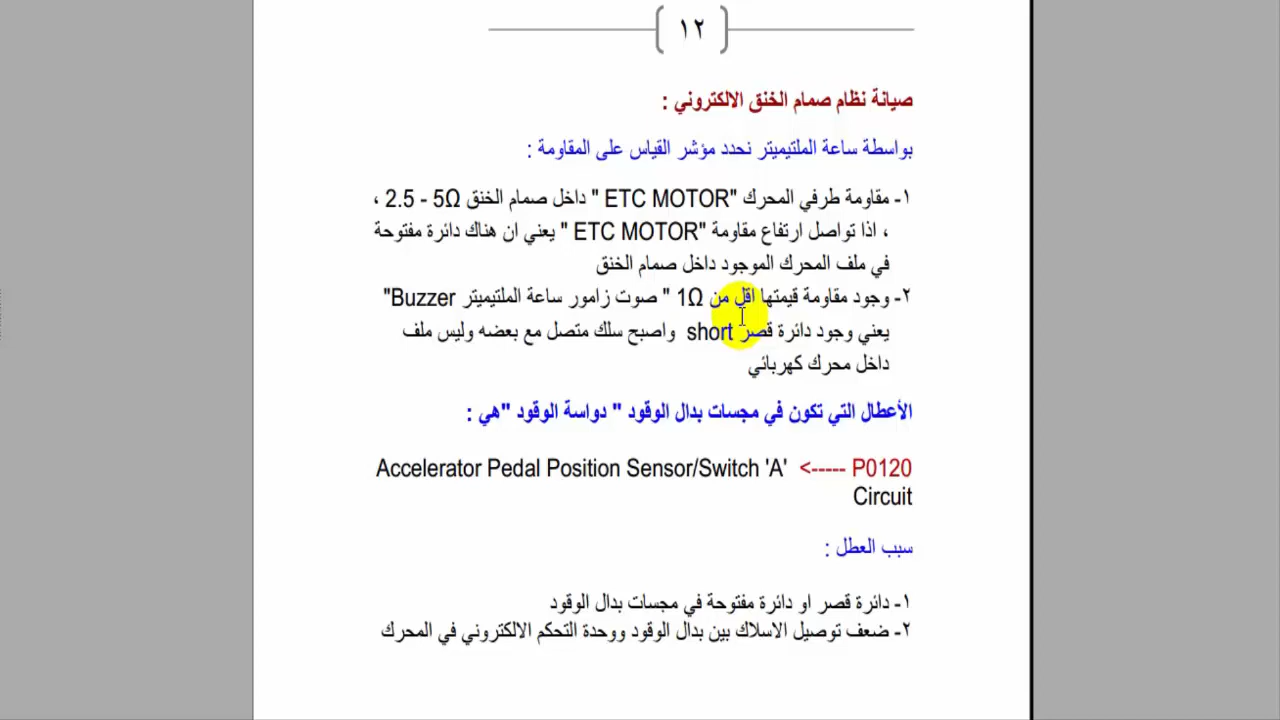 ١٢
صيانة نظام صمام الخنق الالكتروني :
بواسطة ساعة الملتيميتر نحدد مؤشر القياس على المقاومة :
١- مقاومة طرفي المحرك "ETC MOTOR " داخل صمام الخنق 2.5 - 5Ω ،
، اذا تواصل ارتفاع مقاومة "ETC MOTOR " يعني ان هناك دائرة مفتوحة
في ملف المحرك الموجود داخل صمام الخنق
٢- وجود مقاومة قيمتها اقل من 1Ω " صوت زامور ساعة الملتيميتر Buzzer"
يعني وجود دائرة قصر short واصبح سلك متصل مع بعضه وليس ملف
داخل محرك كهربائي
الأعطال التي تكون في مجسات بدال الوقود " دواسة الوقود "هي :
Accelerator Pedal Position Sensor/Switch 'A' <----- P0120
Circuit
سبب العطل :
١- دائرة قصر او دائرة مفتوحة في مجسات بدال الوقود
٢- ضعف توصيل الاسلاك بين بدال الوقود ووحدة التحكم الالكتروني في المحرك